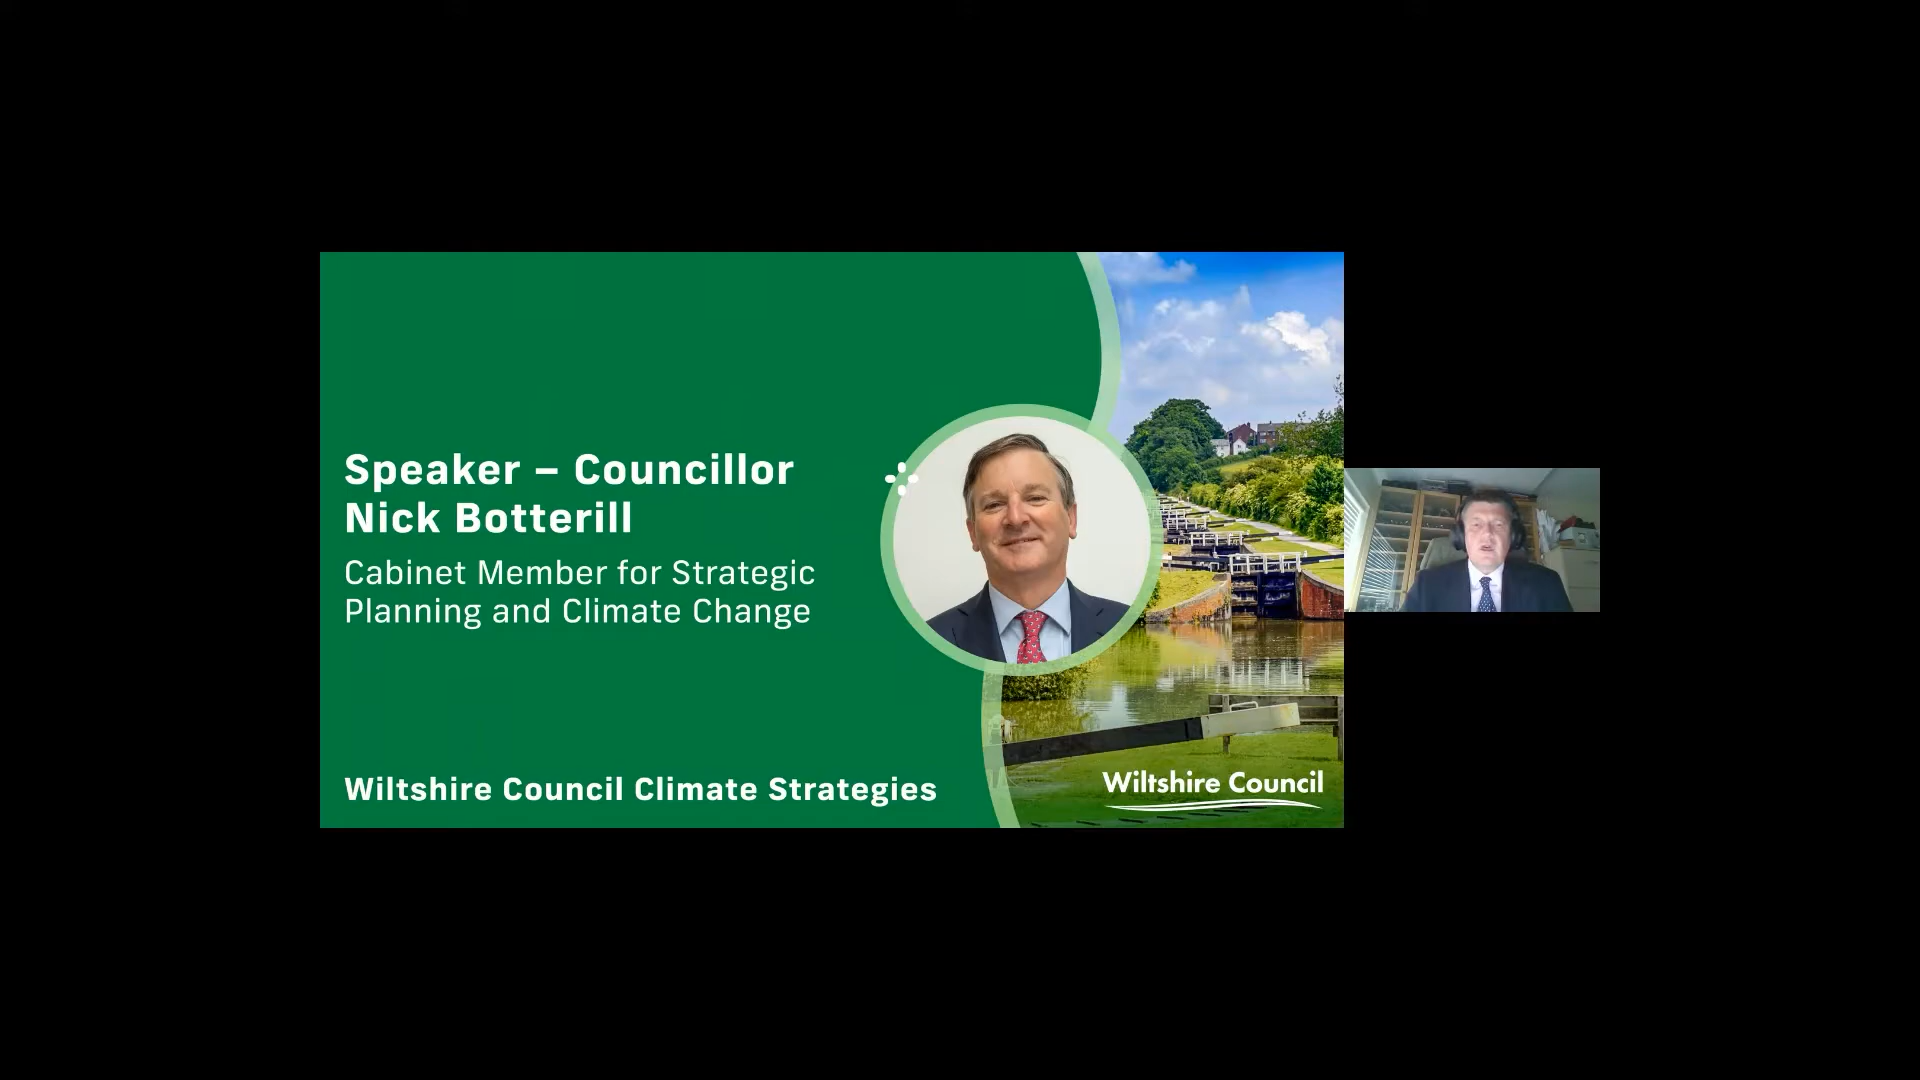 Speaker – Councillor
Nick Botterill
Cabinet Member for Strategic
Planning and Climate Change
Wiltshire Council Climate Strategies
Wiltshire Council